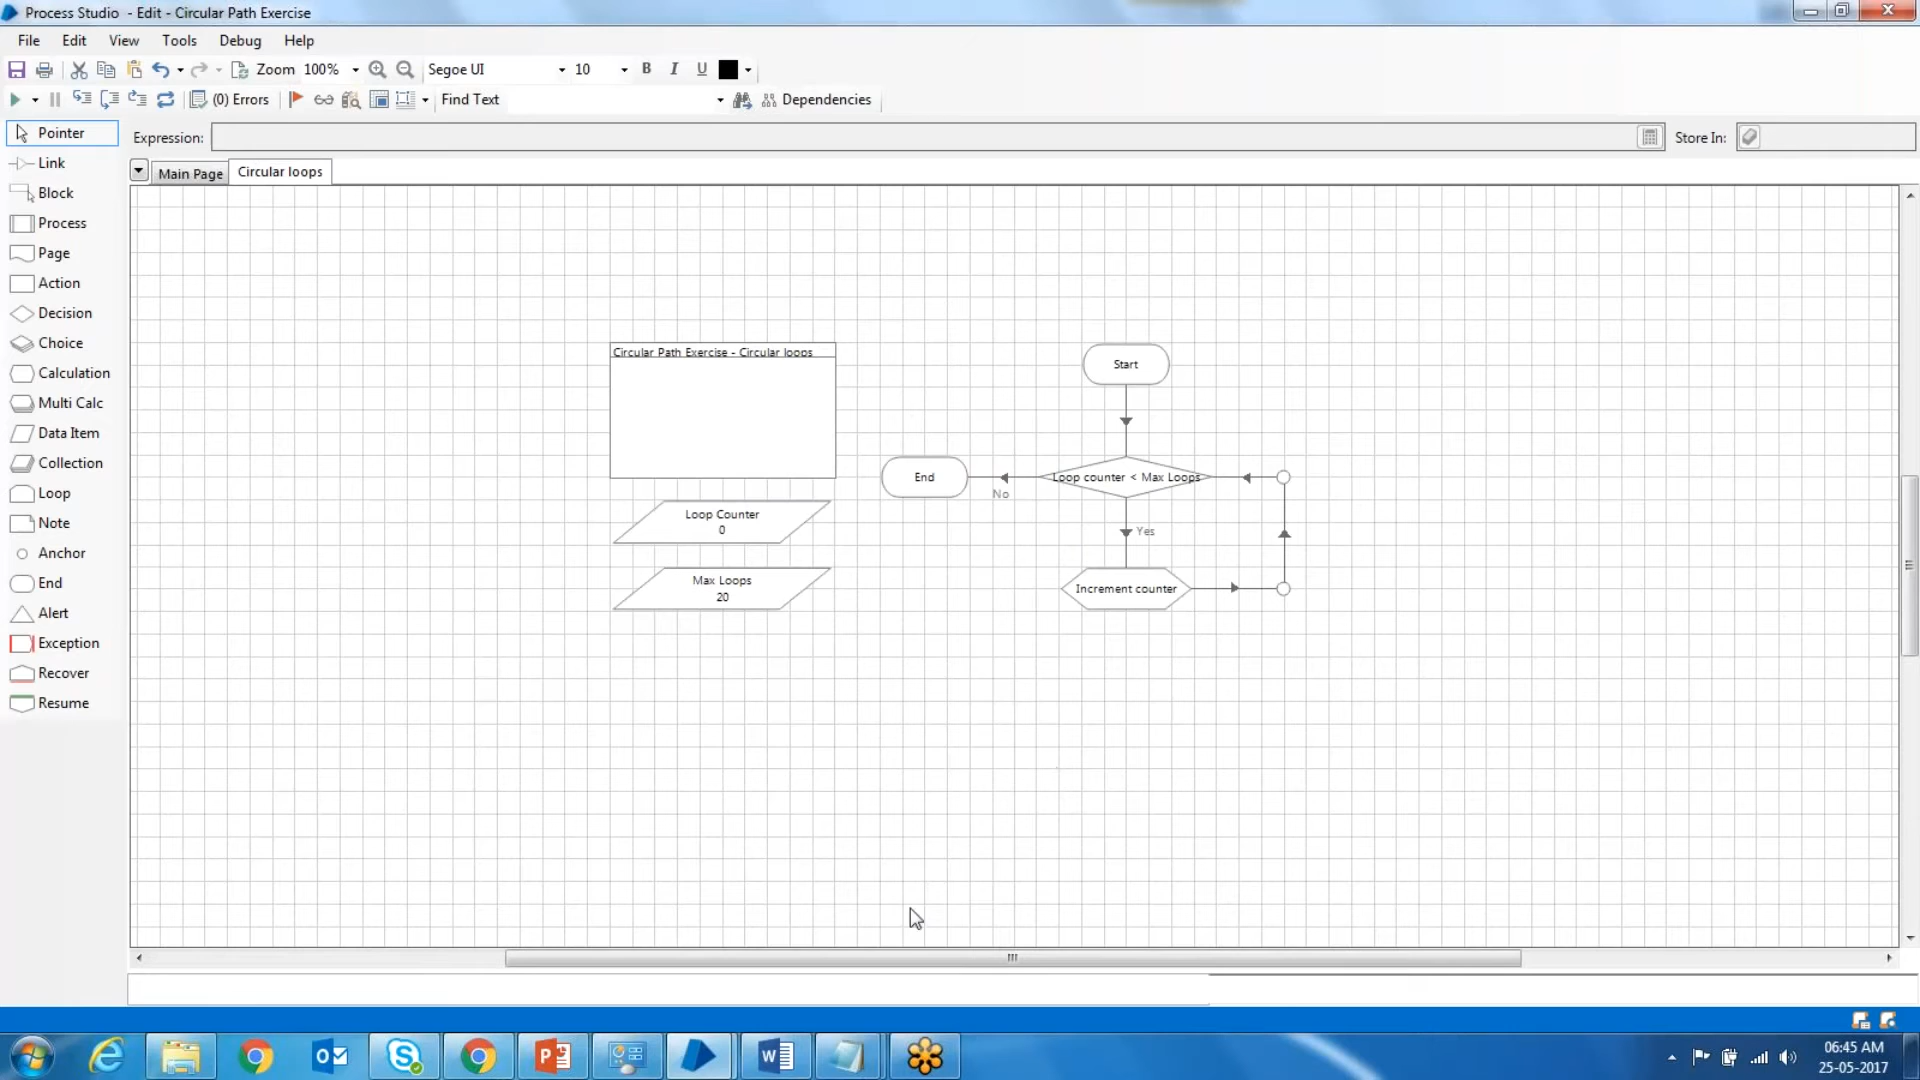 Process Studio - Edit - Circular Path Exercise
File Edit View Tools Debug Help
Zoom 100% Segoe UI 10 B I U
(0) Errors Find Text Dependencies
Pointer
Expression: Store In:
Link
Main Page Circular loops
Block
Process
Page
Action
Decision
Choice
Calculation
Multi Calc
Data Item
Collection
Loop
Note
Anchor
End
Alert
Exception
Recover
Resume
Circular Path Exercise - Circular loops
Start
End
No
Loop counter < Max Loops
Loop Counter
0
Yes
Max Loops
20
Increment counter
06:45 AM
25-05-2017